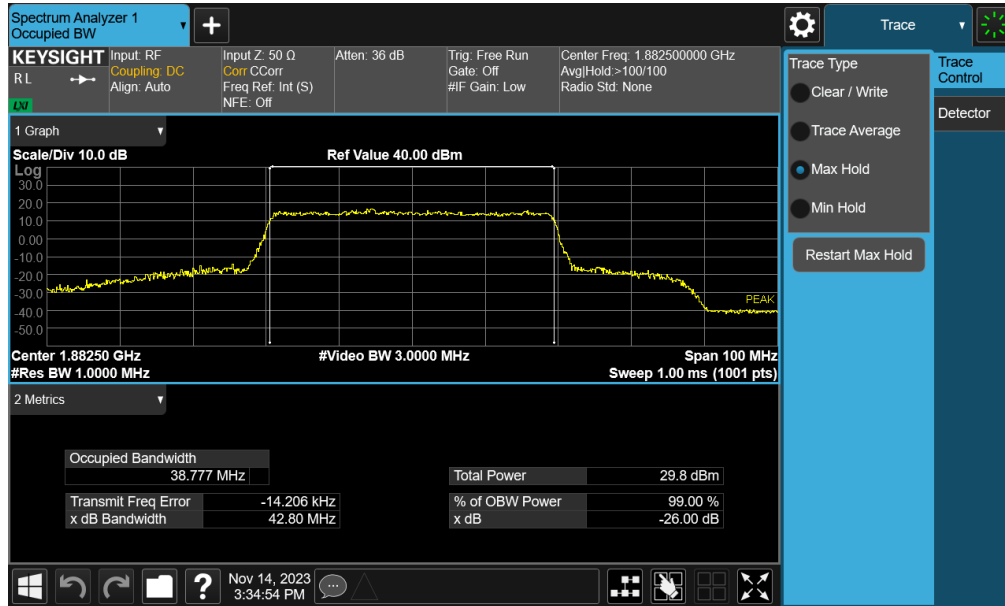 Spectrum Analyzer 1
Occupied BW
+
Trace
KEYSIGHT
R L
LXI
Input: RF
Coupling: DC
Align: Auto
Input Z: 50 Ω
Corr CCorr
Freq Ref: Int (S)
NFE: Off
Atten: 36 dB
Trig: Free Run
Gate: Off
#IF Gain: Low
Center Freq: 1.882500000 GHz
Avg|Hold:>100/100
Radio Std: None
Trace Type
Clear / Write
Trace Average
Max Hold
Min Hold
Restart Max Hold
Trace
Control
Detector
1 Graph
Scale/Div 10.0 dB
Ref Value 40.00 dBm
Log
30.0
20.0
10.0
0.00
-10.0
-20.0
-30.0
-40.0
-50.0
PEAK
Center 1.88250 GHz
#Video BW 3.0000 MHz
Span 100 MHz
#Res BW 1.0000 MHz
Sweep 1.00 ms (1001 pts)
2 Metrics
Occupied Bandwidth
38.777 MHz
Total Power 29.8 dBm
Transmit Freq Error -14.206 kHz
% of OBW Power 99.00 %
x dB Bandwidth 42.80 MHz
x dB -26.00 dB
?
Nov 14, 2023
3:34:54 PM